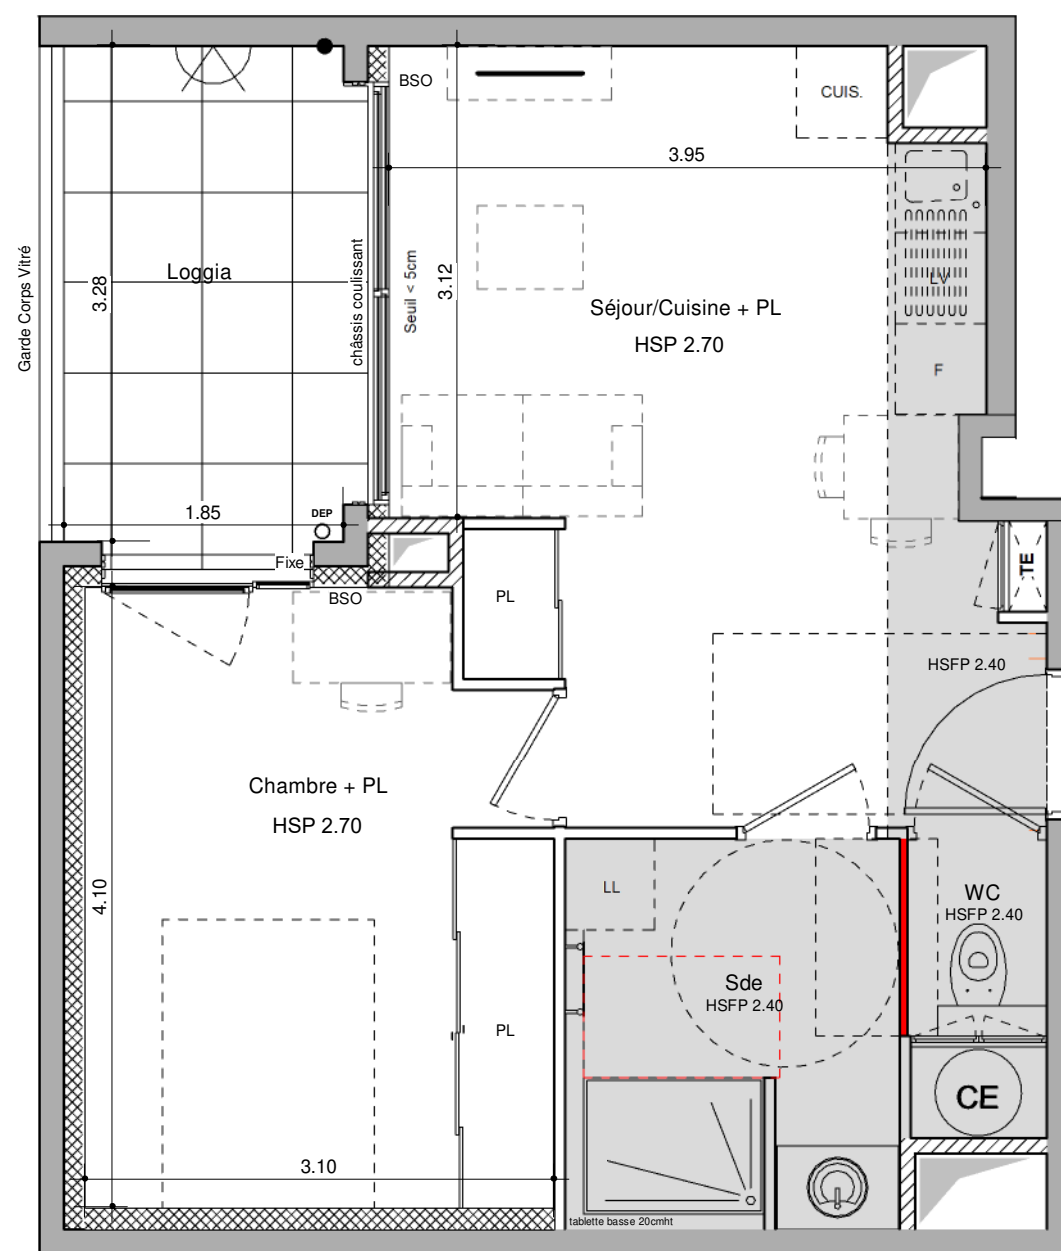 BSO
CUIS.
3.95
Garde Corps Vitré
3.28
Loggia
châssis coulissant
Seuil < 5cm
3.12
Séjour/Cuisine + PL
HSP 2.70
LV
F
1.85
DEP
Fixe
BSO
PL
TE
HSFP 2.40
Chambre + PL
HSP 2.70
4.10
LL
WC
HSFP 2.40
Sde
HSFP 2.40
PL
CE
3.10
tablette basse 20cmht